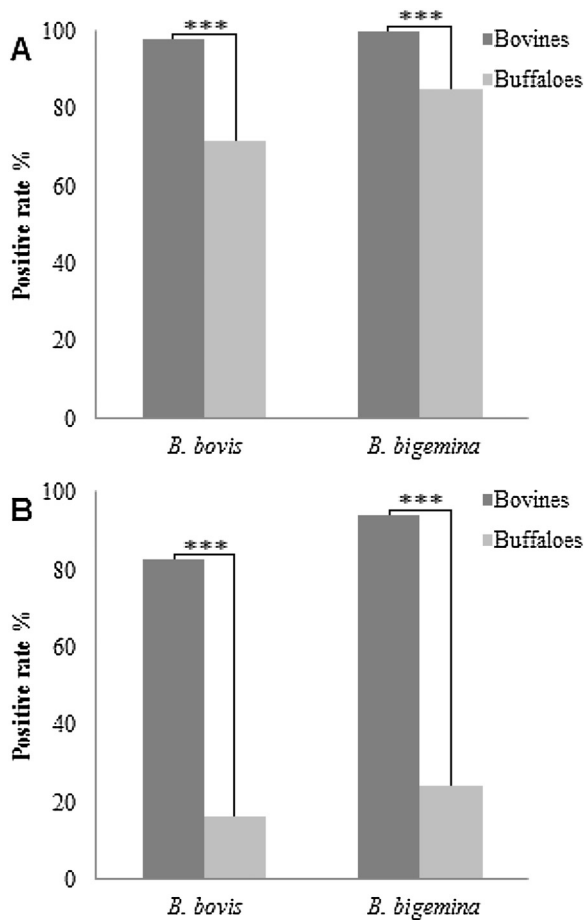 A
100
80
60
40
20
0
Positive rate %
***
***
Bovines
Buffaloes
B. bovis
B. bigemina
B
100
80
60
40
20
0
Positive rate %
***
***
Bovines
Buffaloes
B. bovis
B. bigemina